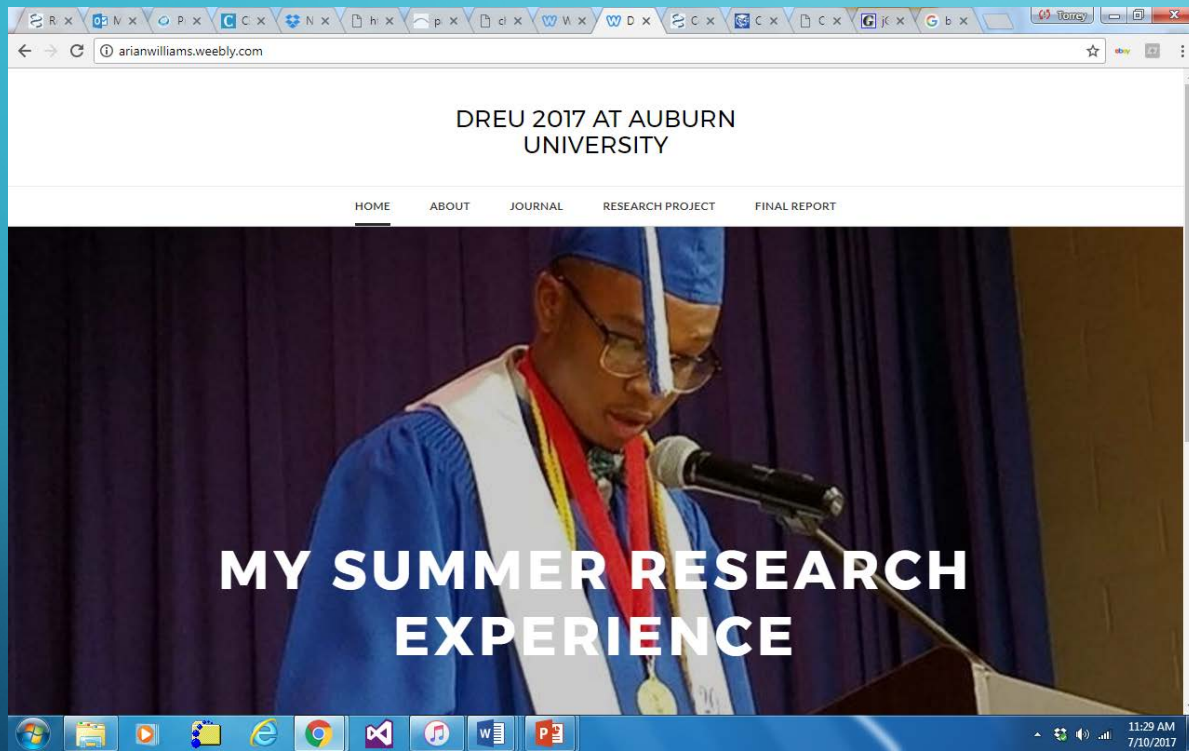 Torrey
arianwilliams.weebly.com
ebay
DREU 2017 AT AUBURN
UNIVERSITY
HOME ABOUT JOURNAL RESEARCH PROJECT FINAL REPORT
MY SUMMER RESEARCH
EXPERIENCE
11:29 AM
7/10/2017